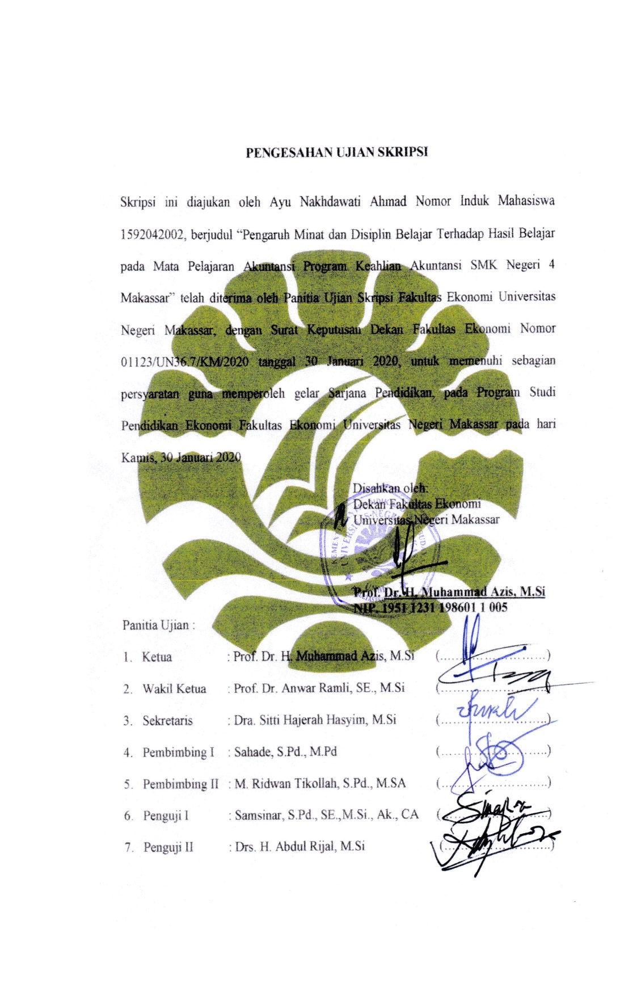 PENGESAHAN UJIAN SKRIPSI
Skripsi ini diajukan oleh Ayu Nakhdawati Ahmad Nomor Induk Mahasiswa
1592042002, berjudul “Pengaruh Minat dan Disiplin Belajar Terhadap Hasil Belajar
pada Mata Pelajaran Akuntansi Program Keahlian Akuntansi SMK Negeri 4
Makassar” telah diterima oleh Panitia Ujian Skripsi Fakultas Ekonomi Universitas
Negeri Makassar, dengan Surat Keputusan Dekan Fakultas Ekonomi Nomor
01123/UN36.7/KM/2020 tanggal 30 Januari 2020, untuk memenuhi sebagian
persyaratan guna memperoleh gelar Sarjana Pendidikan, pada Program Studi
Pendidikan Ekonomi Fakultas Ekonomi Universitas Negeri Makassar pada hari
Kamis, 30 Januari 2020
Disahkan oleh:
Dekan Fakultas Ekonomi
Universitas Negeri Makassar
Prof. Dr. H. Muhammad Azis, M.Si
NIP. 1951 1231 198601 1 005
Panitia Ujian :
1. Ketua : Prof. Dr. H. Muhammad Azis, M.Si (..............................)
2. Wakil Ketua : Prof. Dr. Anwar Ramli, SE., M.Si (..............................)
3. Sekretaris : Dra. Sitti Hajerah Hasyim, M.Si (..............................)
4. Pembimbing I : Sahade, S.Pd., M.Pd (..............................)
5. Pembimbing II : M. Ridwan Tikollah, S.Pd., M.SA (..............................)
6. Penguji I : Samsinar, S.Pd., SE.,M.Si., Ak., CA (..............................)
7. Penguji II : Drs. H. Abdul Rijal, M.Si (..............................)